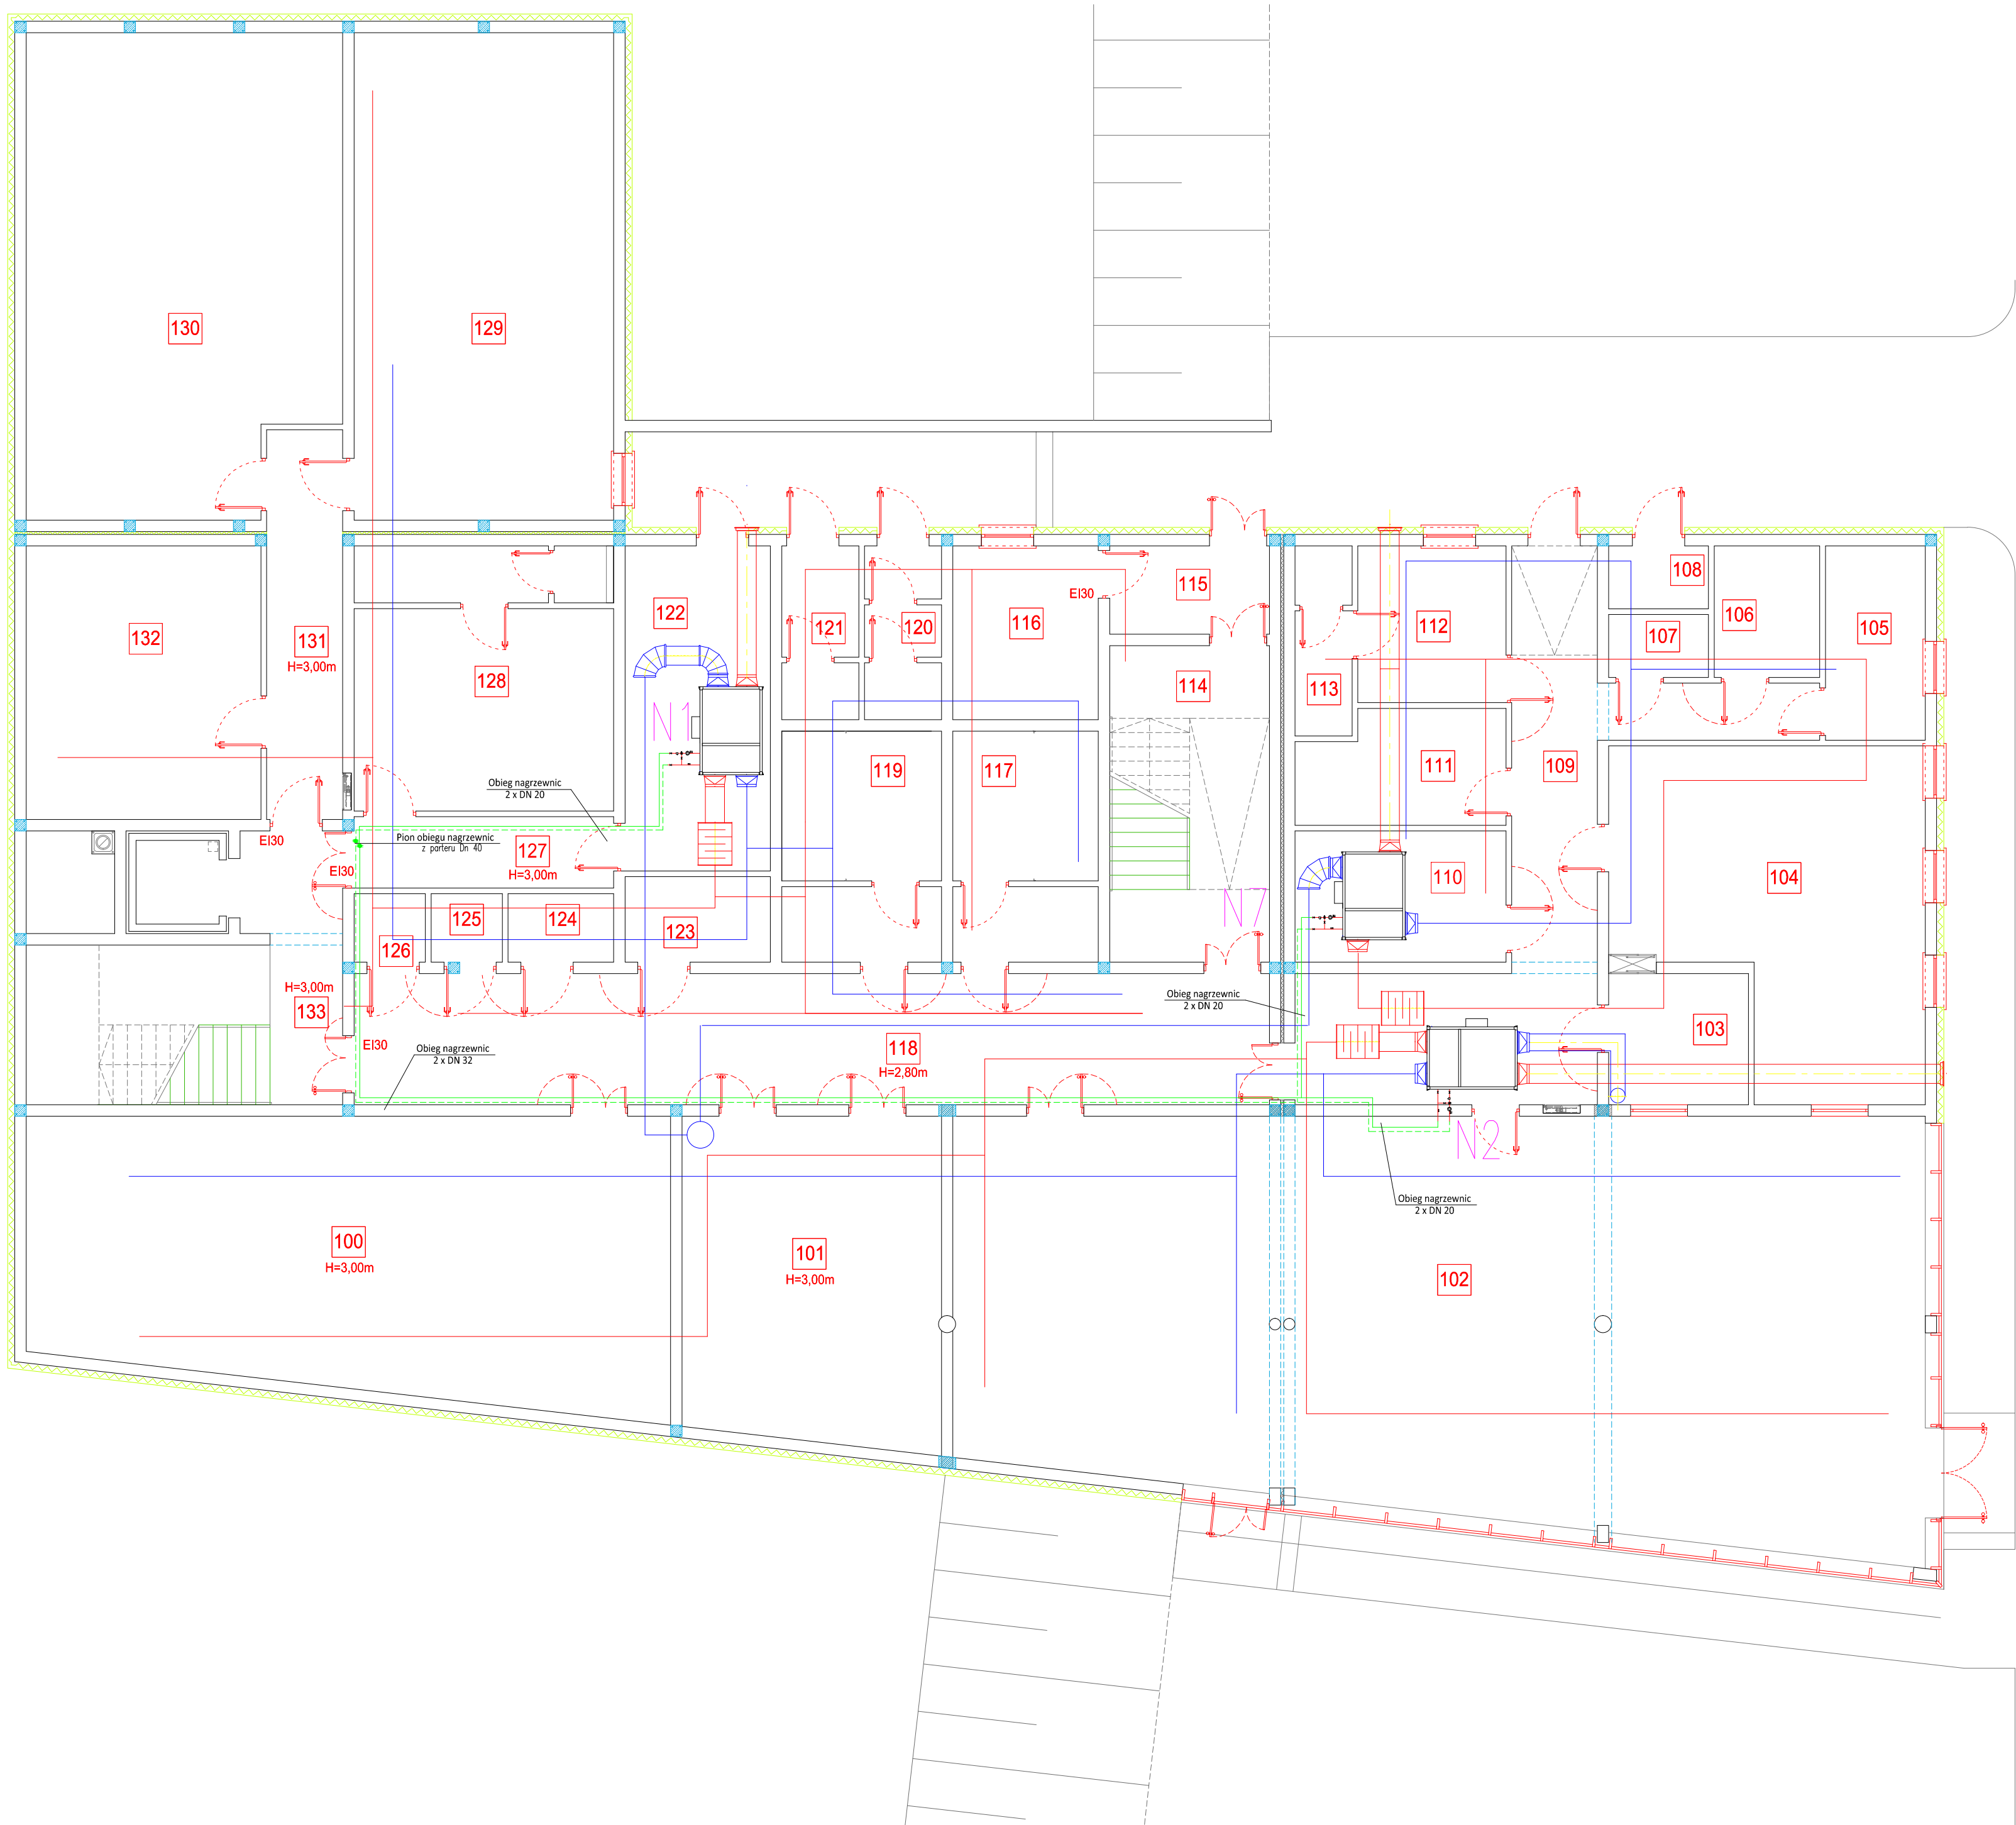 130
129
108
115
EI30
106
122
132
131
H=3,00m
121
120
116
112
107
105
128
114
113
N1
Obieg nagrzewnic
2 x DN 20
119
117
111
109
Pion obiegu nagrzewnic
z parteru Dn 40
EI30
EI30
127
H=3,00m
110
104
N7
125
124
123
126
H=3,00m
133
Obieg nagrzewnic
2 x DN 20
EI30
Obieg nagrzewnic
2 x DN 32
118
H=2,80m
103
N2
Obieg nagrzewnic
2 x DN 20
100
H=3,00m
101
H=3,00m
102